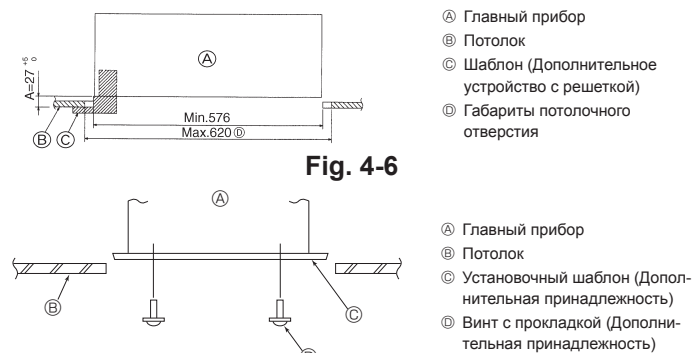 A=27 +5 0
Ⓐ
Min.576
Max.620 Ⓓ
Ⓑ Ⓒ
Fig. 4-6
Ⓐ Главный прибор
Ⓑ Потолок
Ⓒ Шаблон (Дополнительное
устройство с решеткой)
Ⓓ Габариты потолочного
отверстия
Ⓐ
Ⓑ
Ⓒ
Ⓐ Главный прибор
Ⓑ Потолок
Ⓒ Установочный шаблон (Допол-
нительная принадлежность)
Ⓓ Винт с прокладкой (Дополни-
тельная принадлежность)